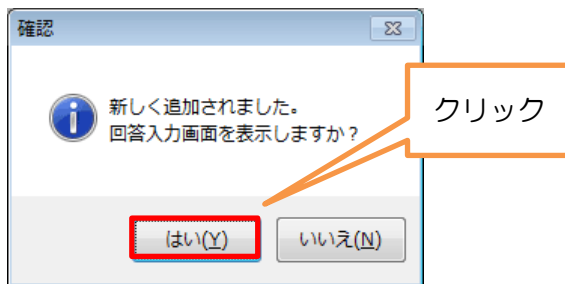 確認
新しく追加されました。
回答入力画面を表示しますか？
クリック
はい(Y)
いいえ(N)